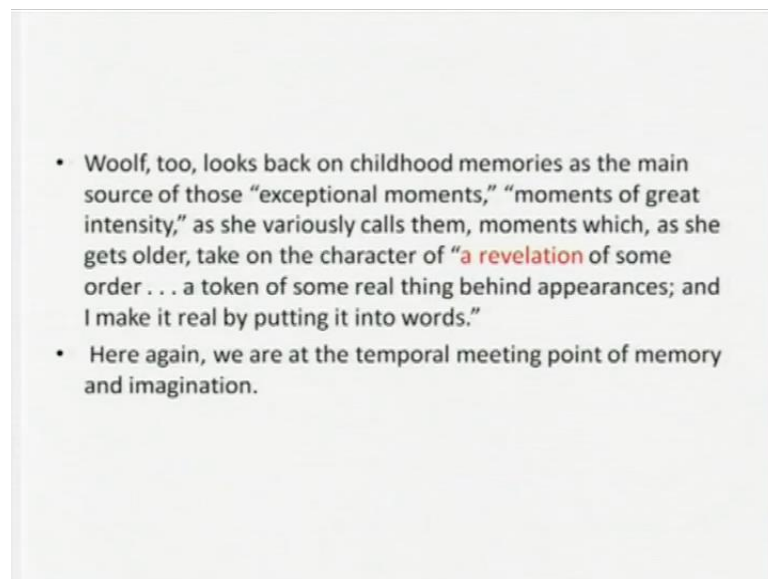 • Woolf, too, looks back on childhood memories as the main
source of those “exceptional moments,” “moments of great
intensity,” as she variously calls them, moments which, as she
gets older, take on the character of “a revelation of some
order . . . a token of some real thing behind appearances; and
I make it real by putting it into words.”
• Here again, we are at the temporal meeting point of memory
and imagination.